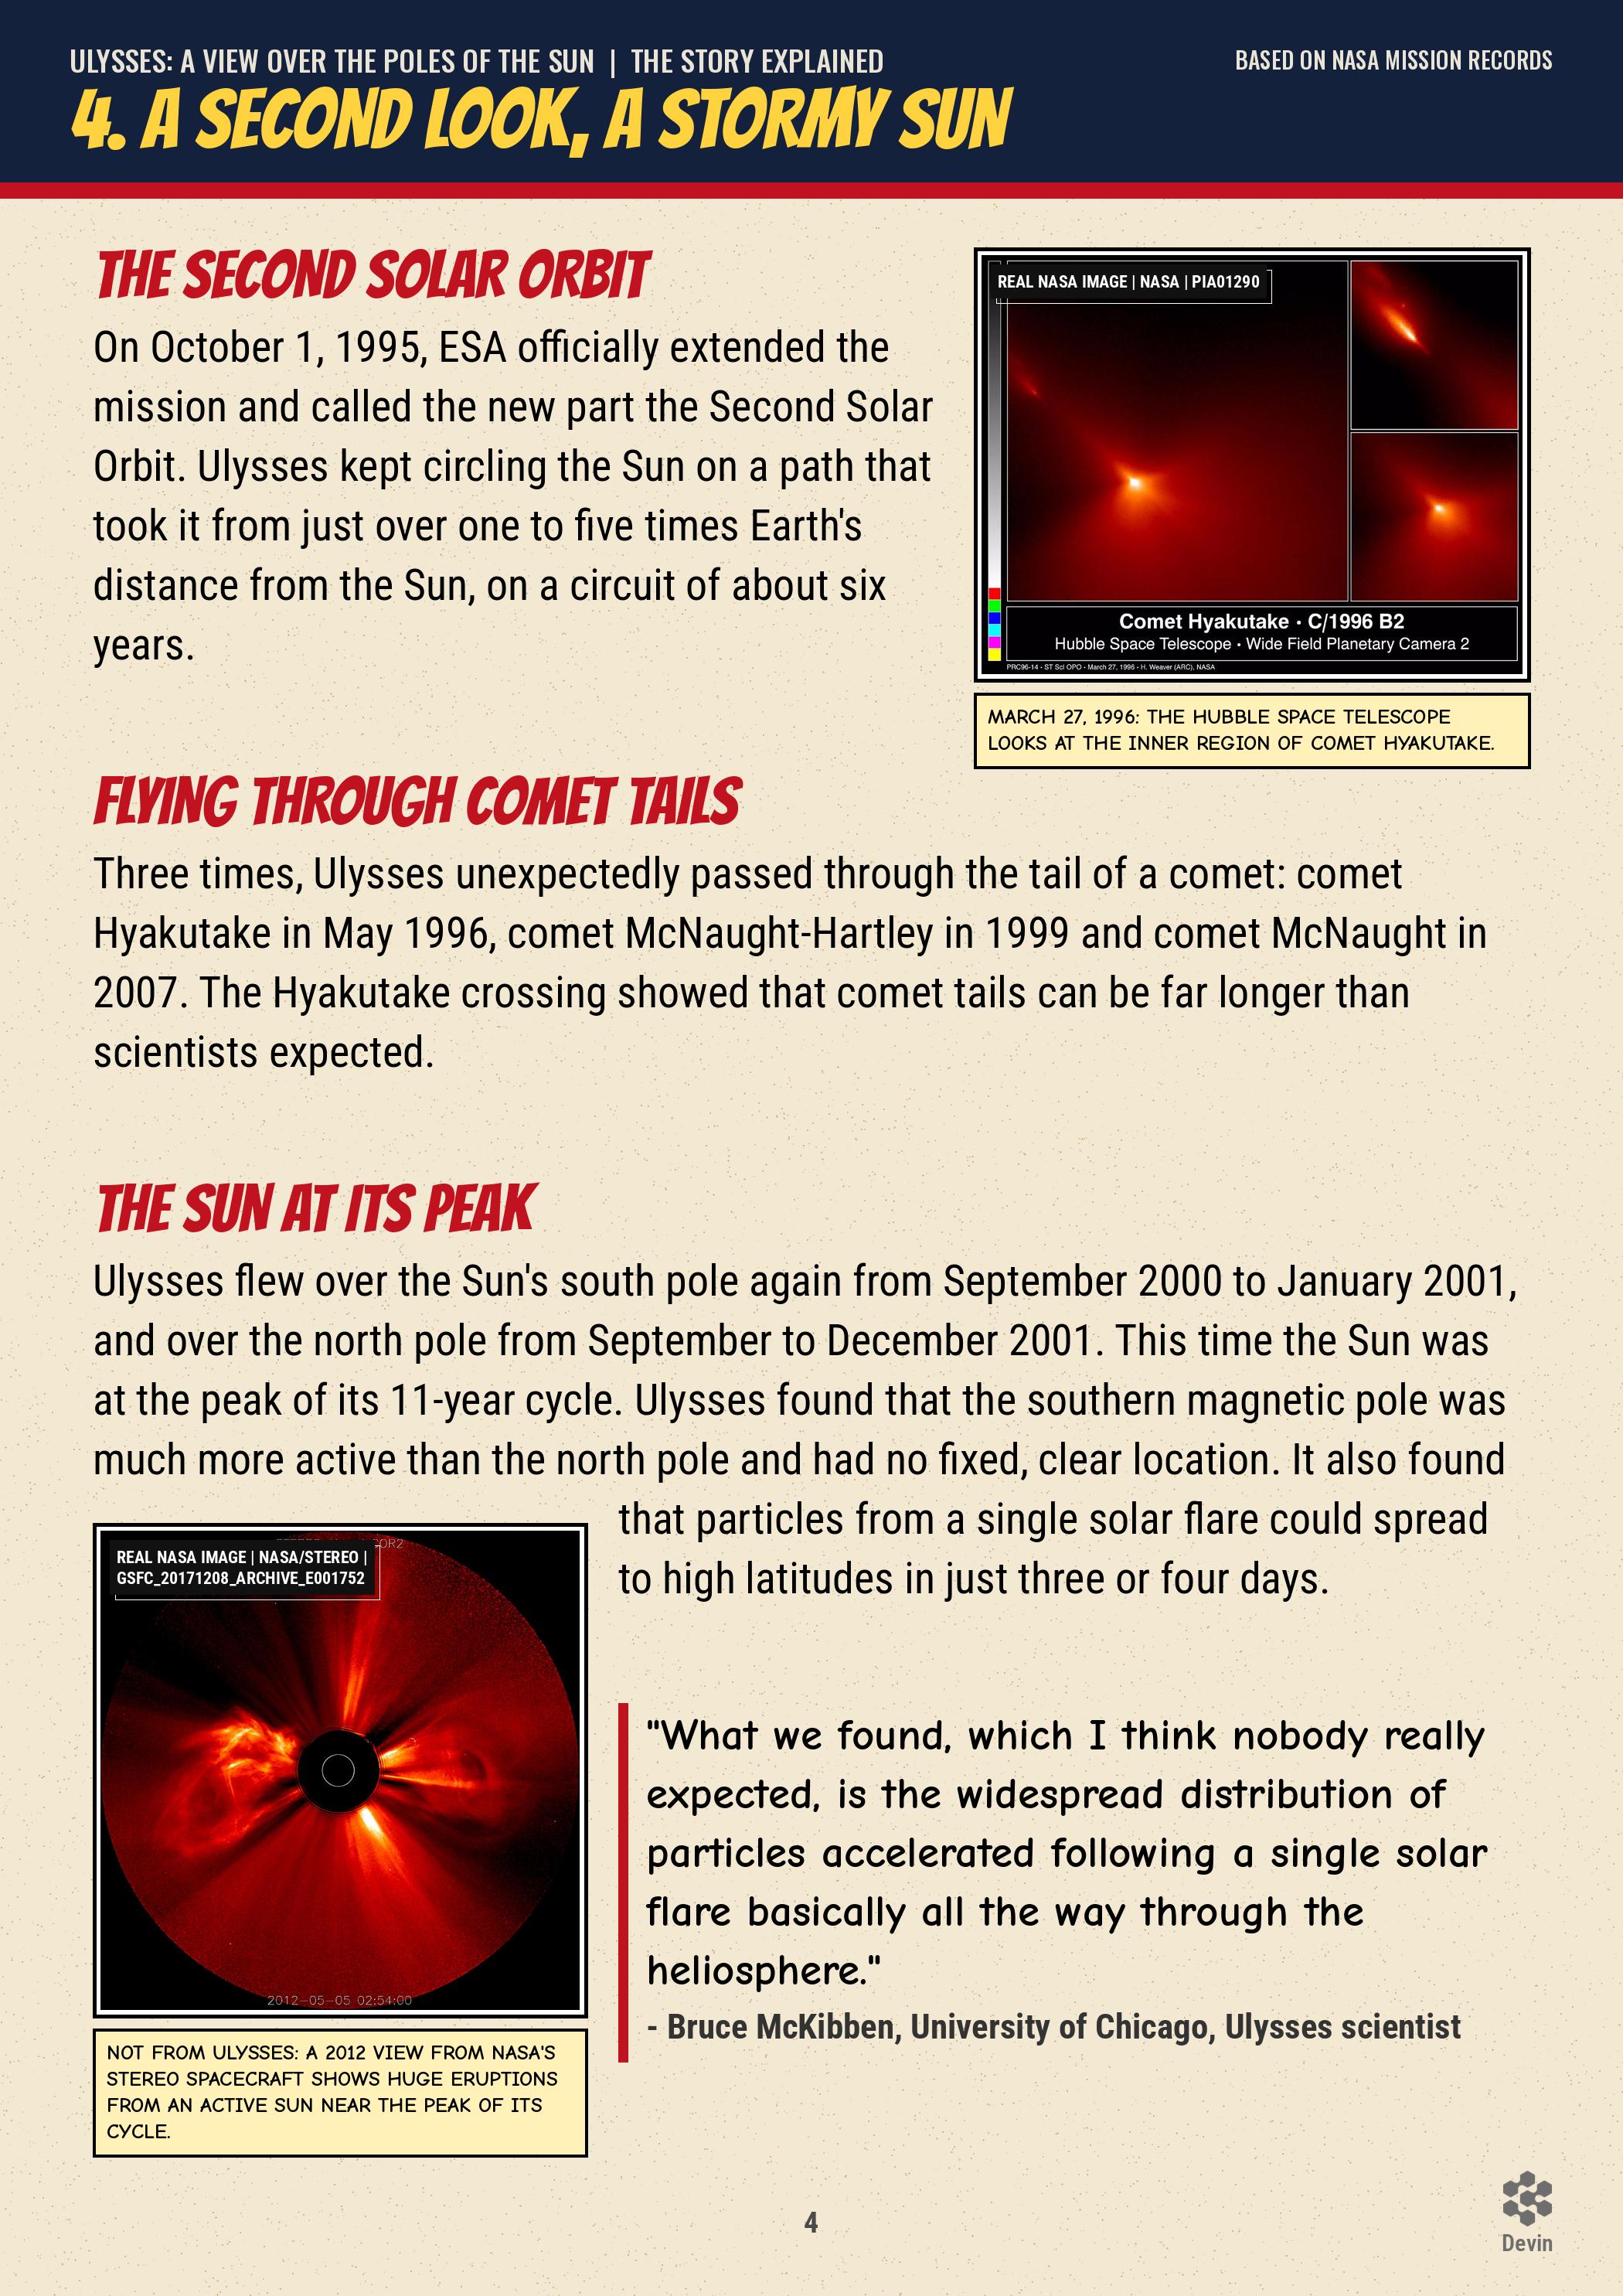 ULYSSES: A VIEW OVER THE POLES OF THE SUN | THE STORY EXPLAINED
BASED ON NASA MISSION RECORDS
4. A SECOND LOOK, A STORMY SUN
THE SECOND SOLAR ORBIT
On October 1, 1995, ESA officially extended the
mission and called the new part the Second Solar
Orbit. Ulysses kept circling the Sun on a path that
took it from just over one to five times Earth's
distance from the Sun, on a circuit of about six
years.
REAL NASA IMAGE | NASA | PIA01290
Comet Hyakutake • C/1996 B2
Hubble Space Telescope • Wide Field Planetary Camera 2
PRC96-14 • ST Scl OPO • March 27, 1996 • H. Weaver (ARC), NASA
MARCH 27, 1996: THE HUBBLE SPACE TELESCOPE
LOOKS AT THE INNER REGION OF COMET HYAKUTAKE.
FLYING THROUGH COMET TAILS
Three times, Ulysses unexpectedly passed through the tail of a comet: comet
Hyakutake in May 1996, comet McNaught-Hartley in 1999 and comet McNaught in
2007. The Hyakutake crossing showed that comet tails can be far longer than
scientists expected.
THE SUN AT ITS PEAK
Ulysses flew over the Sun's south pole again from September 2000 to January 2001,
and over the north pole from September to December 2001. This time the Sun was
at the peak of its 11-year cycle. Ulysses found that the southern magnetic pole was
much more active than the north pole and had no fixed, clear location. It also found
that particles from a single solar flare could spread
to high latitudes in just three or four days.
OR2
REAL NASA IMAGE | NASA/STEREO |
GSFC_20171208_ARCHIVE_E001752
2012-05-05 02:54:00
NOT FROM ULYSSES: A 2012 VIEW FROM NASA'S
STEREO SPACECRAFT SHOWS HUGE ERUPTIONS
FROM AN ACTIVE SUN NEAR THE PEAK OF ITS
CYCLE.
"What we found, which I think nobody really
expected, is the widespread distribution of
particles accelerated following a single solar
flare basically all the way through the
heliosphere."
- Bruce McKibben, University of Chicago, Ulysses scientist
4
Devin